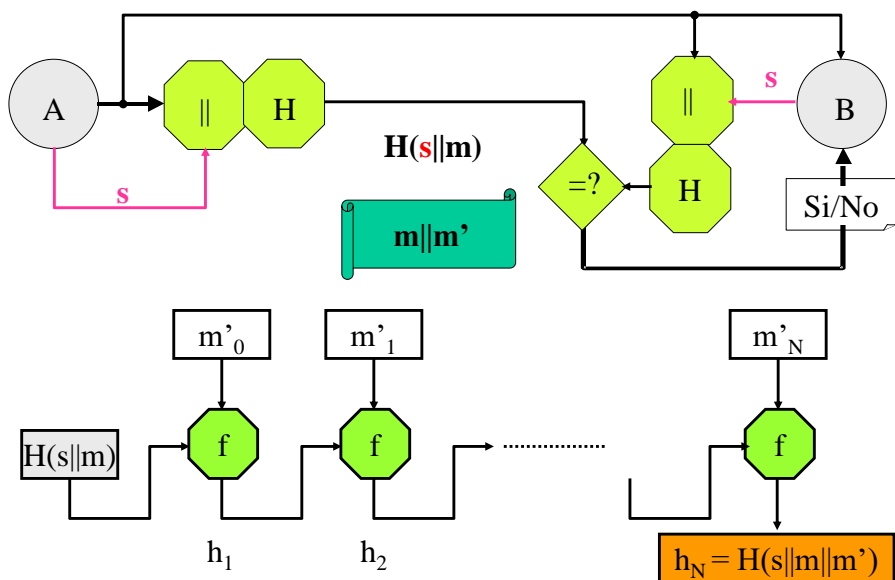 A
||
H
||
s
B
s
H(s||m)
=?
H
Si/No
m||m’
m’0
m’1
m’N
f
f
f
H(s||m)
h1
h2
hN = H(s||m||m’)